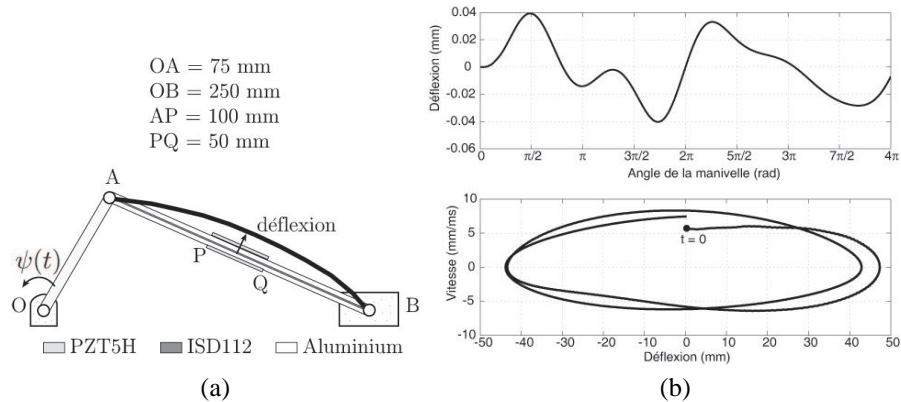 OA = 75 mm
OB = 250 mm
AP = 100 mm
PQ = 50 mm
A
déflexion
ψ(t)
P
Q
O
B
PZT5H ISD112 Aluminium
(a)
0.04
0.02
0
-0.02
-0.04
-0.06
Déflexion (mm)
0 π/2 π 3π/2 2π 5π/2 3π 7π/2 4π
Angle de la manivelle (rad)
10
5
0
-5
-10
Vitesse (mm/ms)
t = 0
-50 -40 -30 -20 -10 0 10 20 30 40 50
Déflexion (mm)
(b)